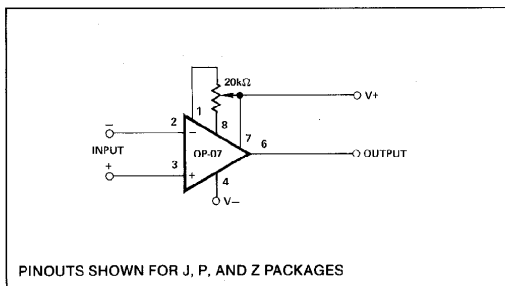 20kΩ
V+
1
8
2
7
6
−
−
INPUT
OP-07
OUTPUT
+
3
+
4
V−
PINOUTS SHOWN FOR J, P, AND Z PACKAGES